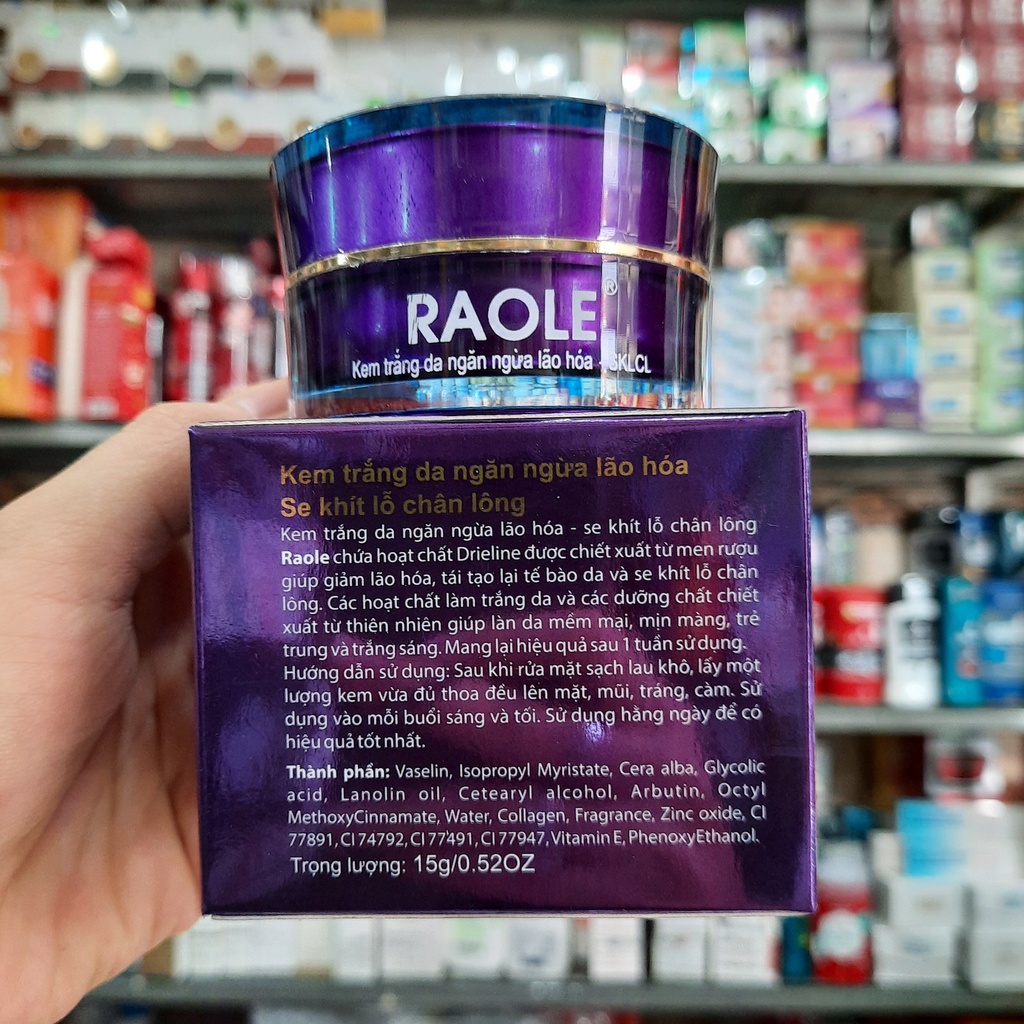 RAOLE®
Kem trắng da ngăn ngừa lão hóa - SKLCL
Kem trắng da ngăn ngừa lão hóa
Se khít lỗ chân lông
Kem trắng da ngăn ngừa lão hóa - se khít lỗ chân lông
Raole chứa hoạt chất Drieline được chiết xuất từ men rượu
giúp giảm lão hóa, tái tạo lại tế bào da và se khít lỗ chân
lông. Các hoạt chất làm trắng da và các dưỡng chất chiết
xuất từ thiên nhiên giúp làn da mềm mại, mịn màng, trẻ
trung và trắng sáng. Mang lại hiệu quả sau 1 tuần sử dụng.
Hướng dẫn sử dụng: Sau khi rửa mặt sạch lau khô, lấy một
lượng kem vừa đủ thoa đều lên mặt, mũi, tráng, cằm. Sử
dụng vào mỗi buổi sáng và tối. Sử dụng hằng ngày để có
hiệu quả tốt nhất.
Thành phần: Vaselin, Isopropyl Myristate, Cera alba, Glycolic
acid, Lanolin oil, Cetearyl alcohol, Arbutin, Octyl
MethoxyCinnamate, Water, Collagen, Fragrance, Zinc oxide, CI
77891, CI 74792, CI 77491, CI 77947, Vitamin E, PhenoxyEthanol.
Trọng lượng: 15g/0.52OZ